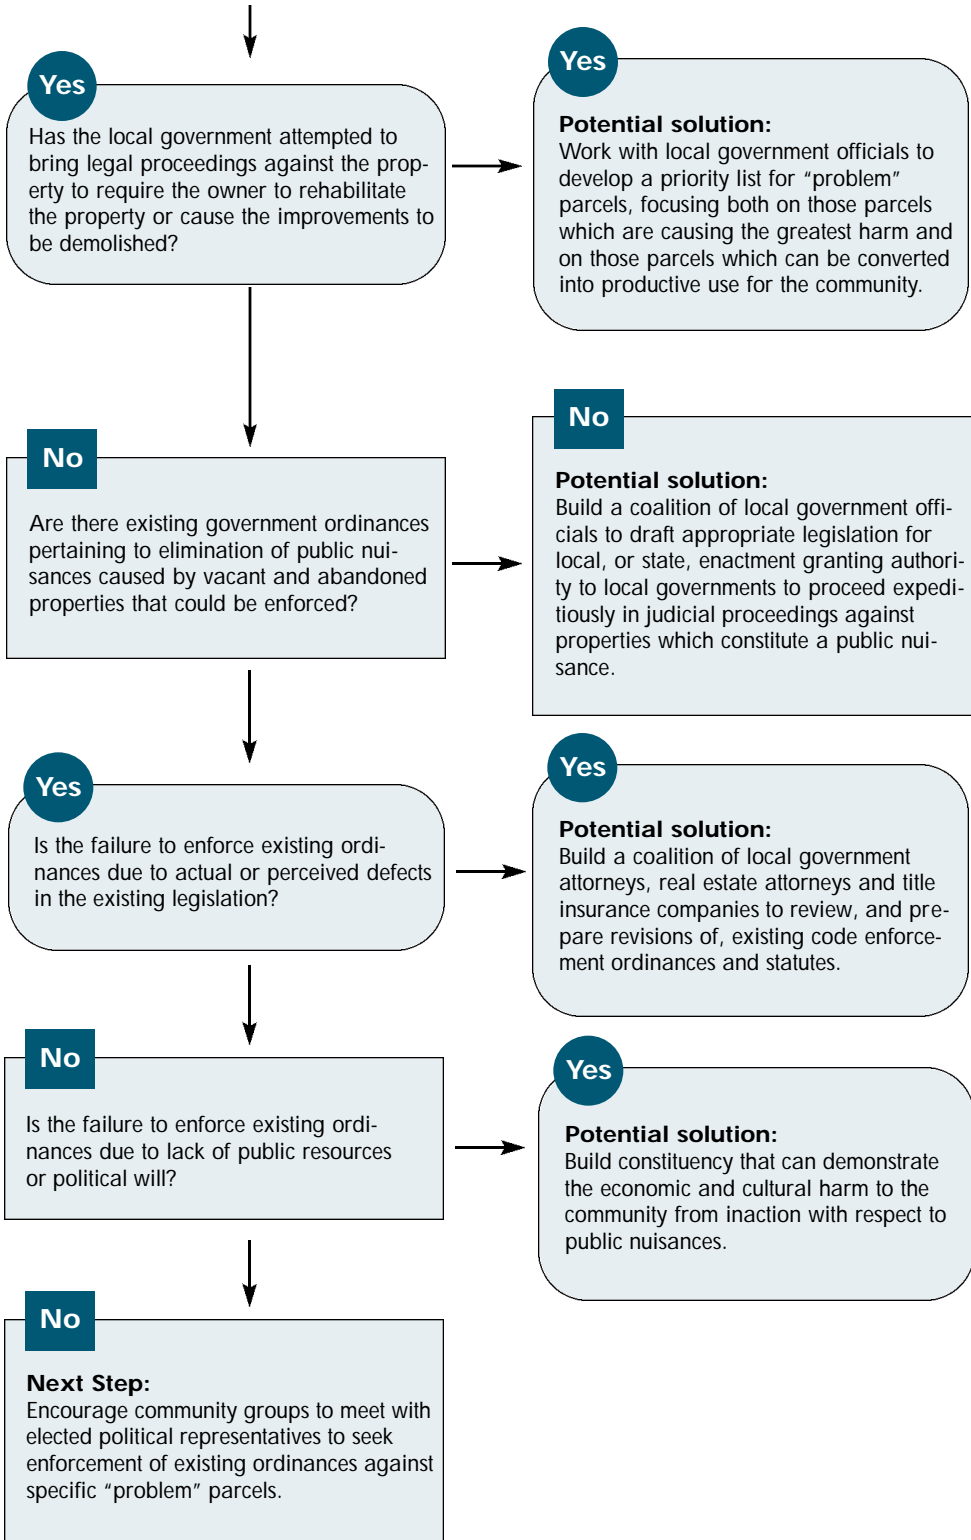 Yes
Has the local government attempted to
bring legal proceedings against the prop-
erty to require the owner to rehabilitate
the property or cause the improvements to
be demolished?
Yes
Potential solution:
Work with local government officials to
develop a priority list for “problem”
parcels, focusing both on those parcels
which are causing the greatest harm and
on those parcels which can be converted
into productive use for the community.
No
Are there existing government ordinances
pertaining to elimination of public nui-
sances caused by vacant and abandoned
properties that could be enforced?
No
Potential solution:
Build a coalition of local government offi-
cials to draft appropriate legislation for
local, or state, enactment granting authori-
ty to local governments to proceed expedi-
tiously in judicial proceedings against
properties which constitute a public nui-
sance.
Yes
Is the failure to enforce existing ordi-
nances due to actual or perceived defects
in the existing legislation?
Yes
Potential solution:
Build a coalition of local government
attorneys, real estate attorneys and title
insurance companies to review, and pre-
pare revisions of, existing code enforce-
ment ordinances and statutes.
No
Is the failure to enforce existing ordi-
nances due to lack of public resources
or political will?
Yes
Potential solution:
Build constituency that can demonstrate
the economic and cultural harm to the
community from inaction with respect to
public nuisances.
No
Next Step:
Encourage community groups to meet with
elected political representatives to seek
enforcement of existing ordinances against
specific “problem” parcels.